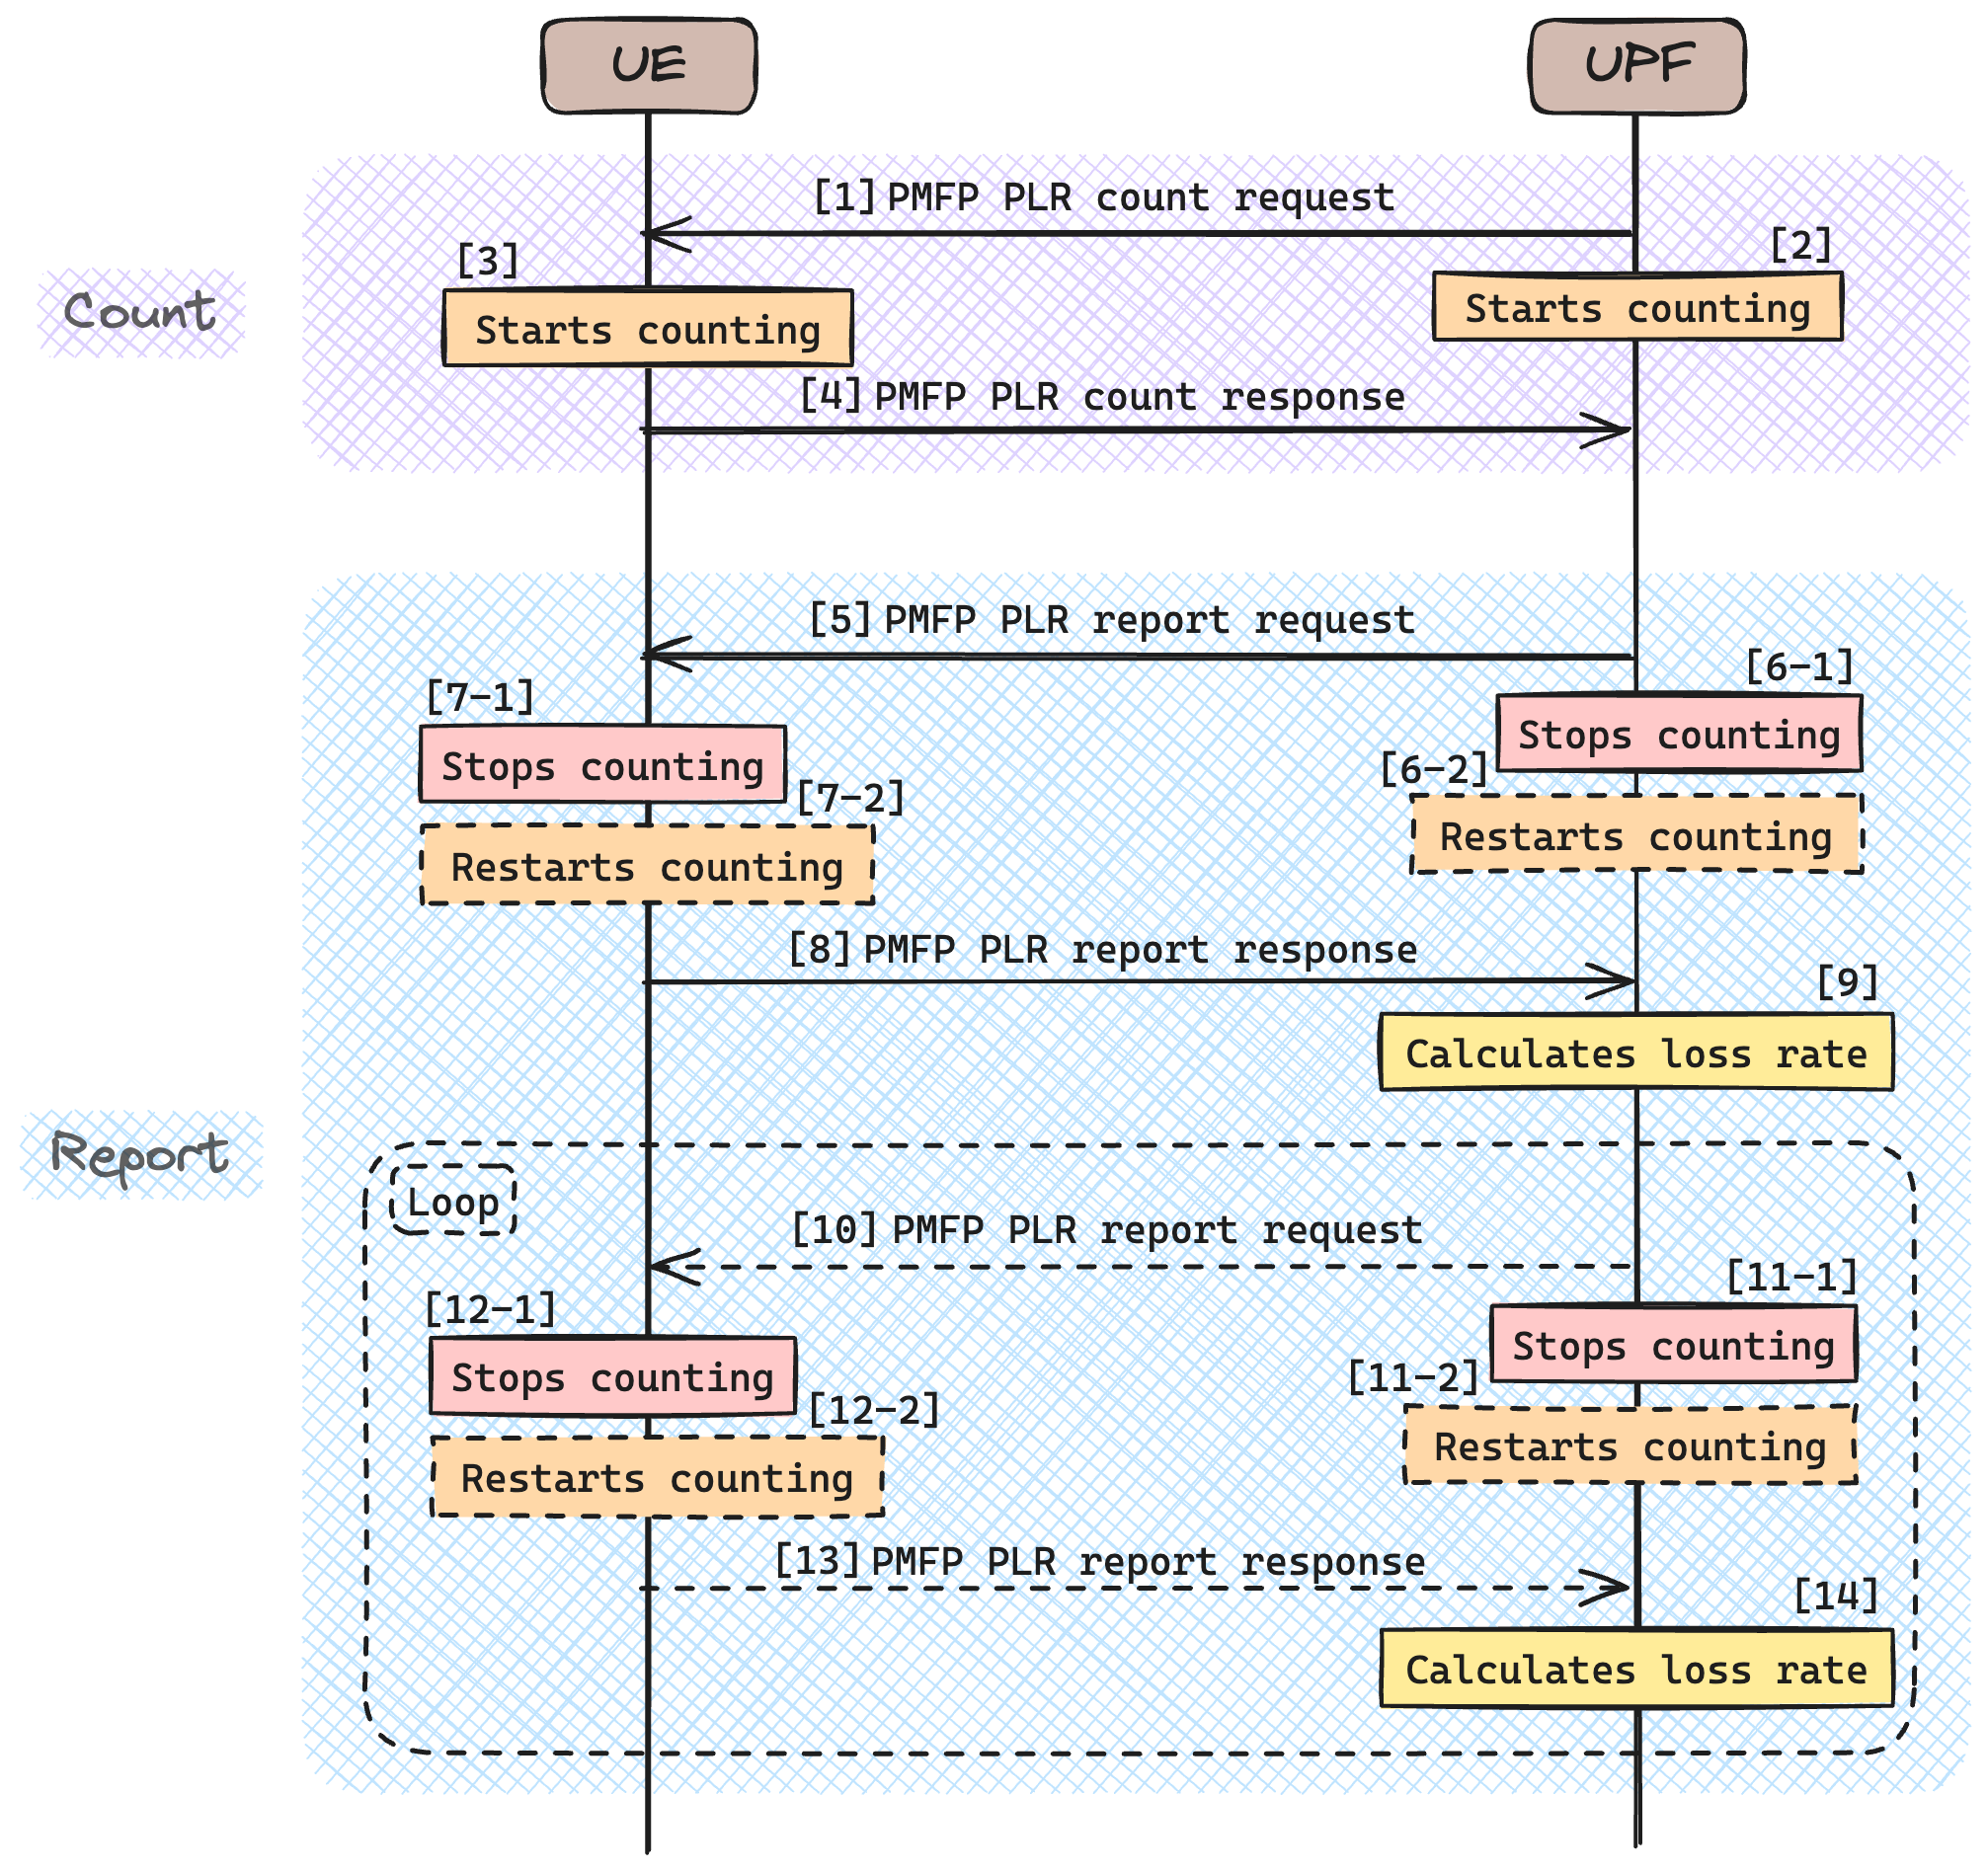 UE
UPF
[1] PMFP PLR count request
[2]
[3]
Starts counting
Starts counting
Count
[4] PMFP PLR count response
[5] PMFP PLR report request
[6-1]
[7-1]
Stops counting
Stops counting
[6-2]
[7-2]
Restarts counting
Restarts counting
[8] PMFP PLR report response
[9]
Calculates loss rate
Report
Loop
[10] PMFP PLR report request
[11-1]
[12-1]
Stops counting
Stops counting
[11-2]
[12-2]
Restarts counting
Restarts counting
[13] PMFP PLR report response
[14]
Calculates loss rate